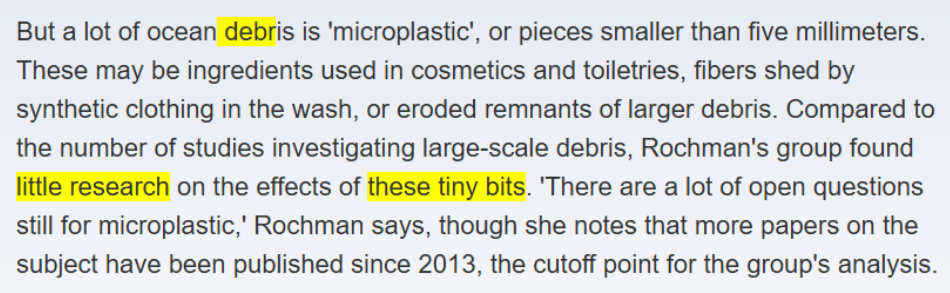 But a lot of ocean debris is 'microplastic', or pieces smaller than five millimeters.
These may be ingredients used in cosmetics and toiletries, fibers shed by
synthetic clothing in the wash, or eroded remnants of larger debris. Compared to
the number of studies investigating large-scale debris, Rochman's group found
little research on the effects of these tiny bits. 'There are a lot of open questions
still for microplastic,' Rochman says, though she notes that more papers on the
subject have been published since 2013, the cutoff point for the group's analysis.